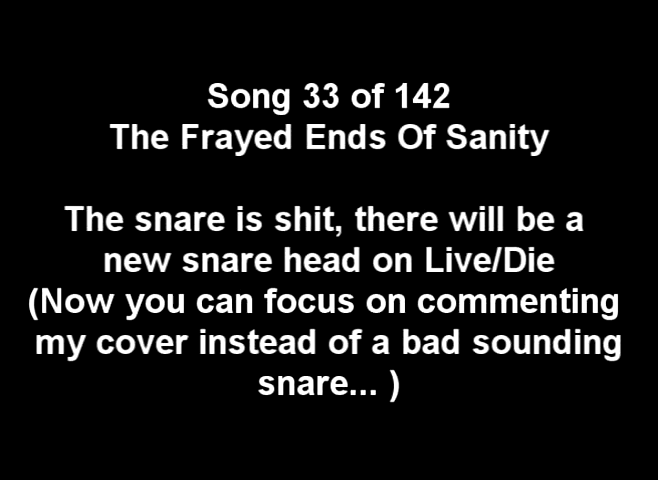 Song 33 of 142
The Frayed Ends Of Sanity
The snare is shit, there will be a
new snare head on Live/Die
(Now you can focus on commenting
my cover instead of a bad sounding
snare... )